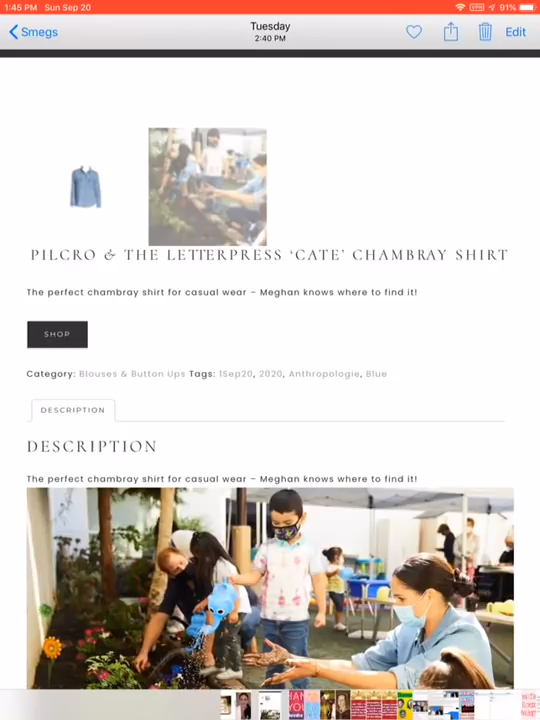 1:45 PM Sun Sep 20
VPN 91%
Smegs
Tuesday
2:40 PM
Edit
PILCRO & THE LETTERPRESS ‘CATE’ CHAMBRAY SHIRT
The perfect chambray shirt for casual wear – Meghan knows where to find it!
SHOP
Category: Blouses & Button Ups Tags: 1Sep20, 2020, Anthropologie, Blue
DESCRIPTION
DESCRIPTION
The perfect chambray shirt for casual wear – Meghan knows where to find it!